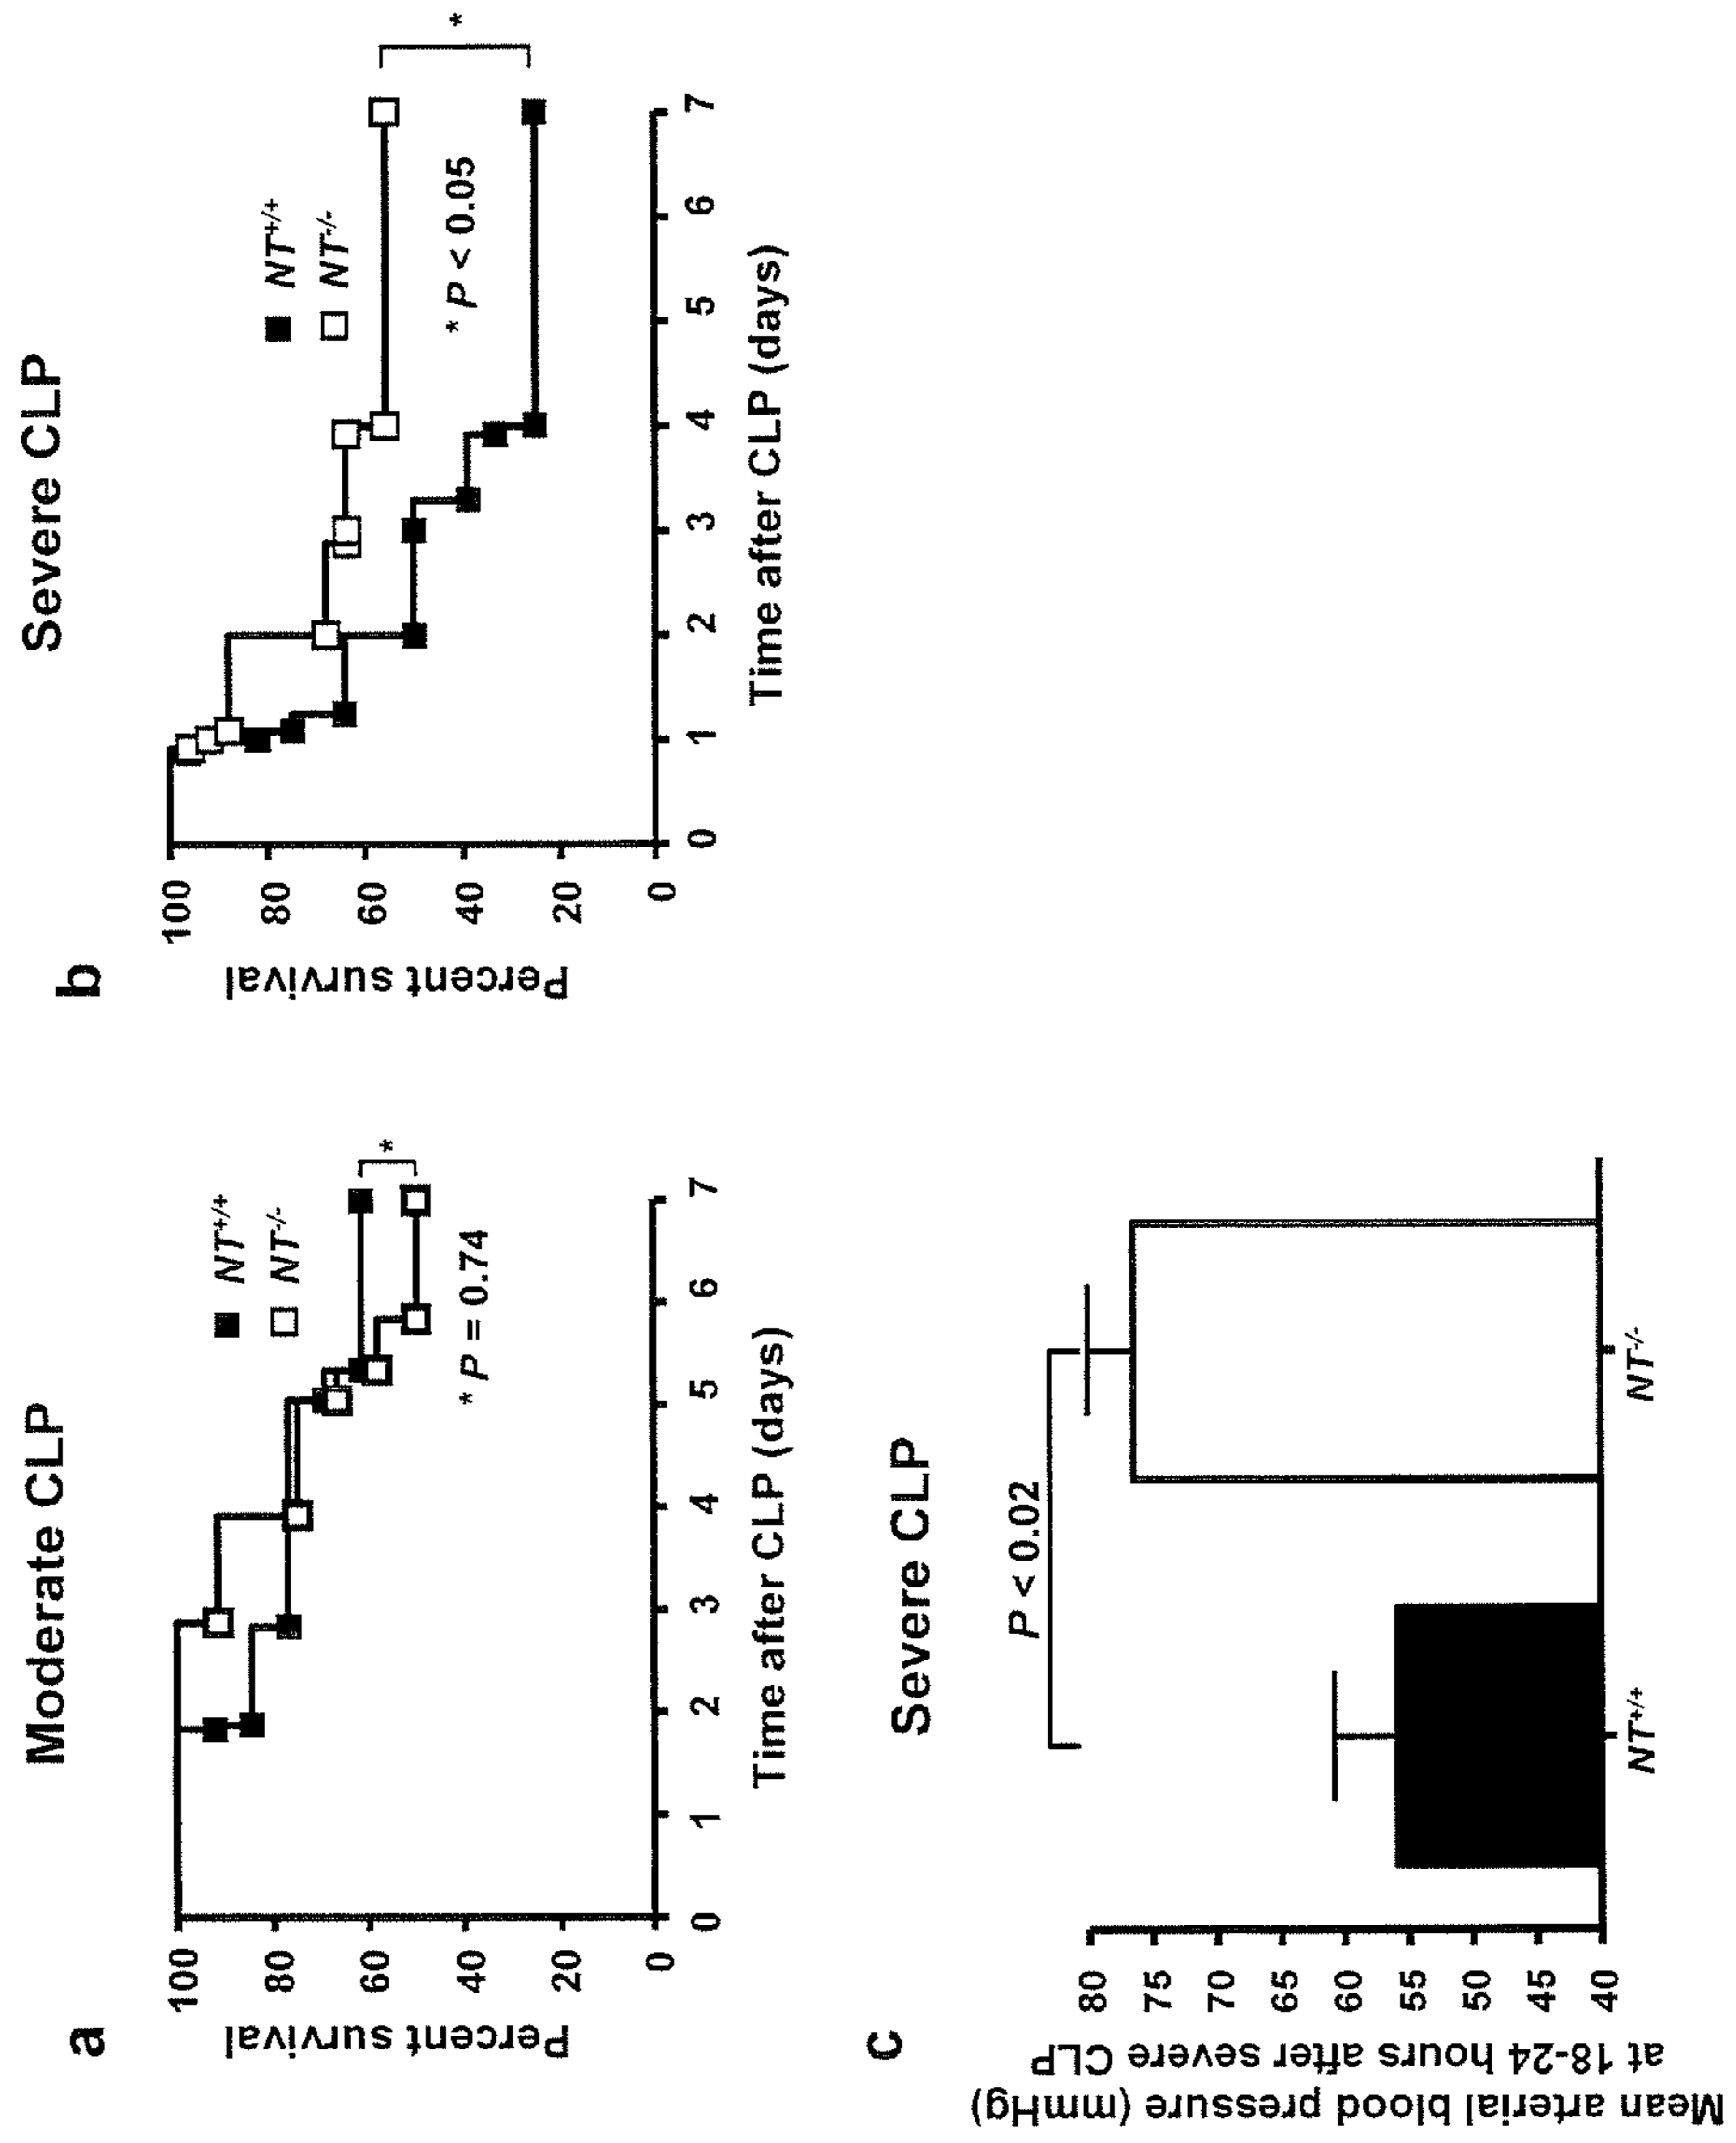 a
Moderate CLP
Percent survival
100
80
60
40
20
0
0 1 2 3 4 5 6 7
Time after CLP (days)
NT+/+
NT-/-
* P = 0.74
*
b
Severe CLP
Percent survival
100
80
60
40
20
0
0 1 2 3 4 5 6 7
Time after CLP (days)
NT+/+
NT-/-
* P < 0.05
*
c
Severe CLP
Mean arterial blood pressure (mmHg)
at 18-24 hours after severe CLP
80
75
70
65
60
55
50
45
40
P < 0.02
NT+/+
NT-/-